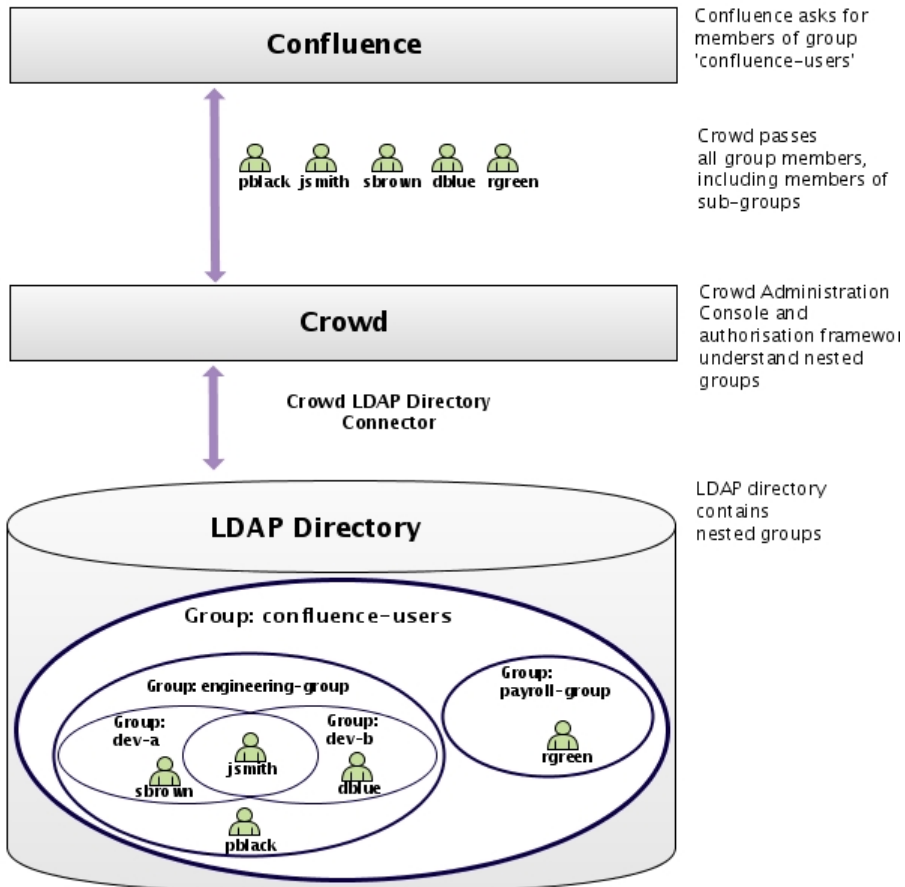 Confluence
Confluence asks for
members of group
'confluence-users'
pblack jsmith sbrown dblue rgreen
Crowd passes
all group members,
including members of
sub-groups
Crowd
Crowd Administration
Console and
authorisation framewor
understand nested
groups
Crowd LDAP Directory
Connector
LDAP directory
contains
nested groups
LDAP Directory
Group: confluence-users
Group: engineering-group
Group:
dev-a
Group:
dev-b
jsmith
sbrown
dblue
pblack
Group:
payroll-group
rgreen